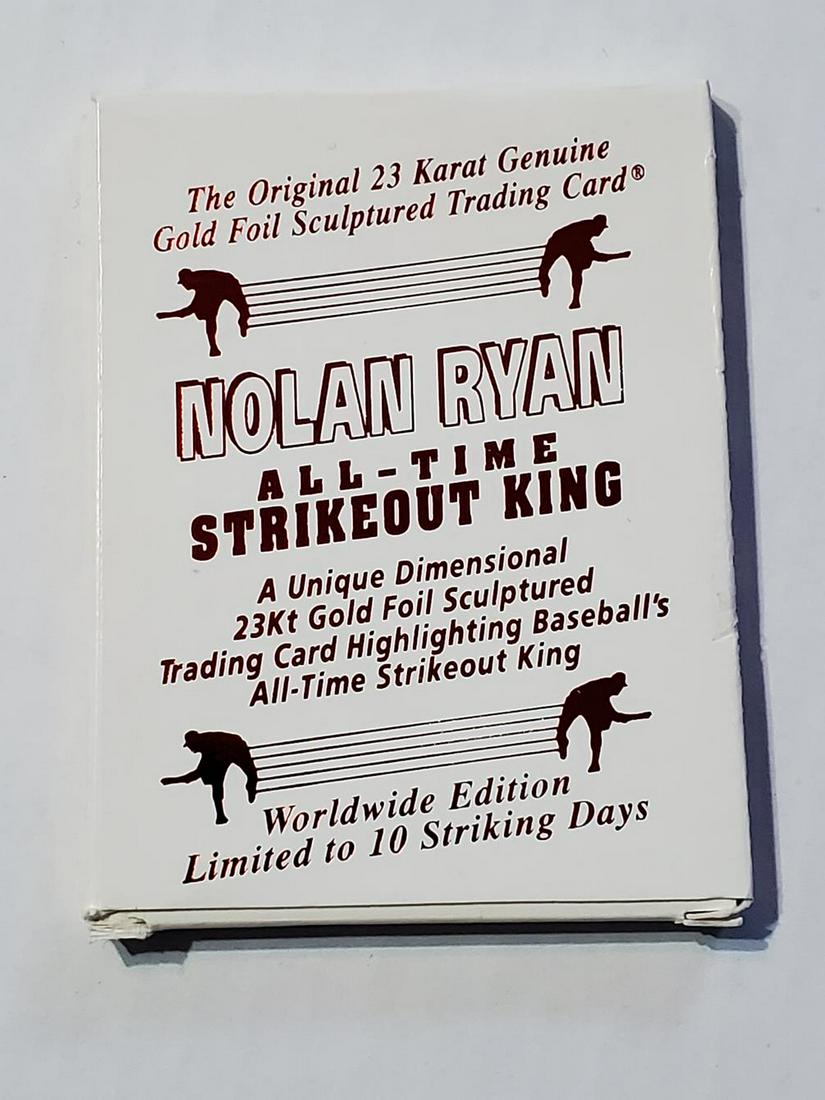 The Original 23 Karat Genuine
Gold Foil Sculptured Trading Card®
NOLAN RYAN
ALL-TIME
STRIKEOUT KING
A Unique Dimensional
23Kt Gold Foil Sculptured
Trading Card Highlighting Baseball's
All-Time Strikeout King
Worldwide Edition
Limited to 10 Striking Days